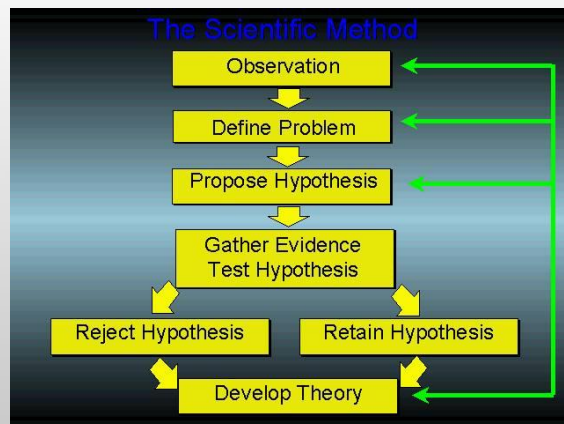 The Scientific Method
Observation
Define Problem
Propose Hypothesis
Gather Evidence
Test Hypothesis
Reject Hypothesis
Retain Hypothesis
Develop Theory